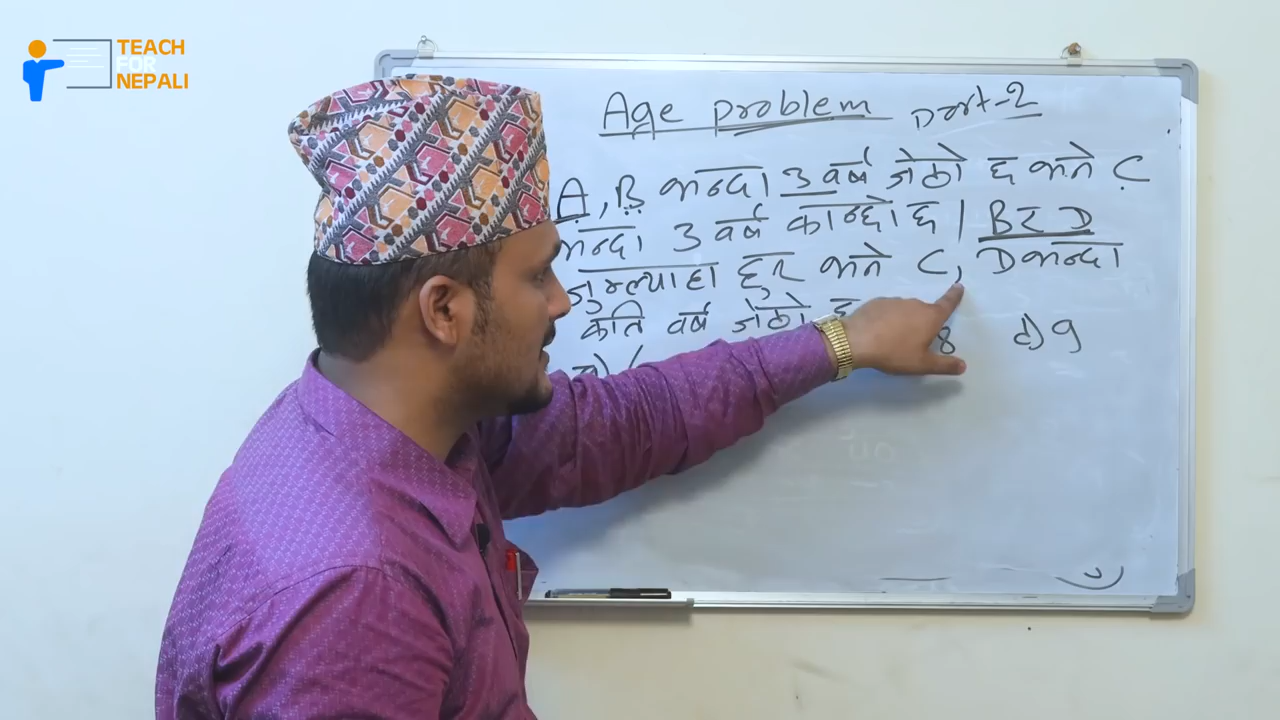 TEACH
FOR
NEPALI
Age problem part-2
A, B भन्दा 3 वर्ष जेठो छ भने C
भन्दा 3 वर्ष कान्छो छ | B र D
जुम्ल्याहा हुन भने C, D भन्दा
कति वर्ष जेठो छ
8 d) 9